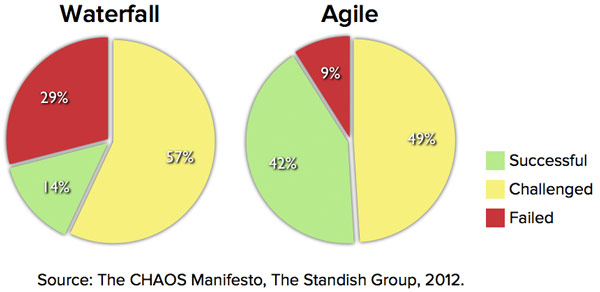 Waterfall
Agile
29%
14%
57%
9%
42%
49%
Successful
Challenged
Failed
Source: The CHAOS Manifesto, The Standish Group, 2012.